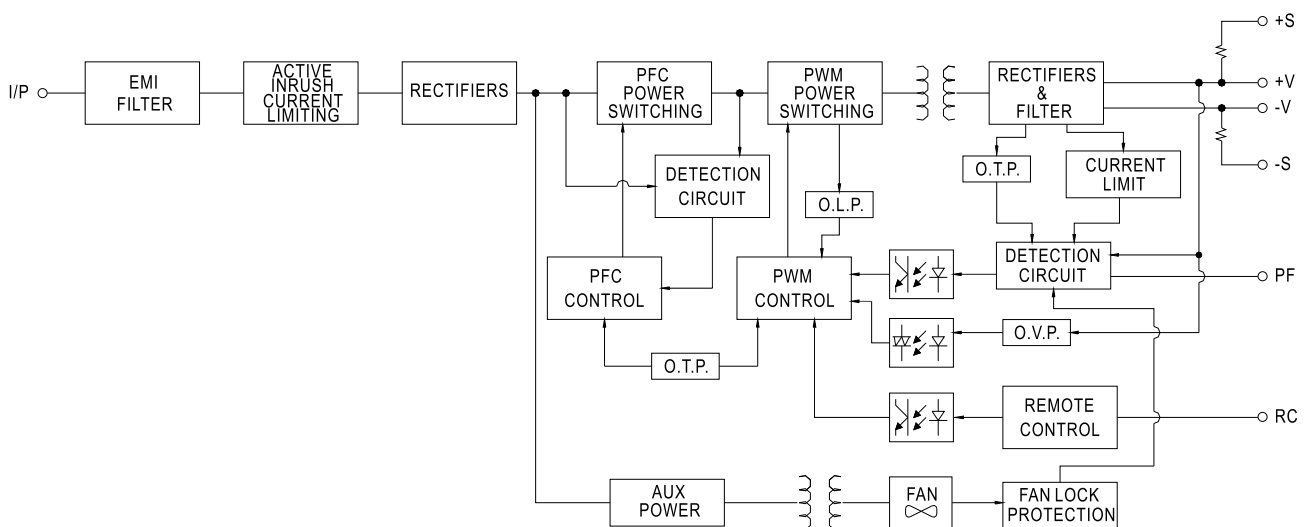 +S
I/P
EMI
FILTER
ACTIVE
INRUSH
CURRENT
LIMITING
RECTIFIERS
PFC
POWER
SWITCHING
PWM
POWER
SWITCHING
RECTIFIERS
&
FILTER
+V
-V
-S
DETECTION
CIRCUIT
O.L.P.
O.T.P.
CURRENT
LIMIT
PFC
CONTROL
PWM
CONTROL
DETECTION
CIRCUIT
PF
O.T.P.
O.V.P.
REMOTE
CONTROL
RC
AUX
POWER
FAN
FAN LOCK
PROTECTION